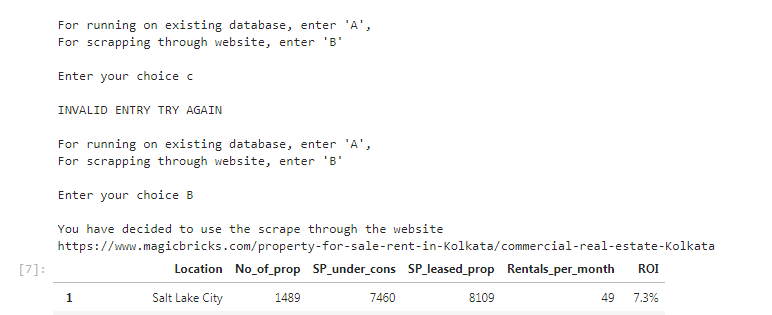 For running on existing database, enter 'A',
For scrapping through website, enter 'B'
Enter your choice c
INVALID ENTRY TRY AGAIN
For running on existing database, enter 'A',
For scrapping through website, enter 'B'
Enter your choice B
You have decided to use the scrape through the website
https://www.magicbricks.com/property-for-sale-rent-in-Kolkata/commercial-real-estate-Kolkata
[7]: Location No_of_prop SP_under_cons SP_leased_prop Rentals_per_month ROI
1 Salt Lake City 1489 7460 8109 49 7.3%